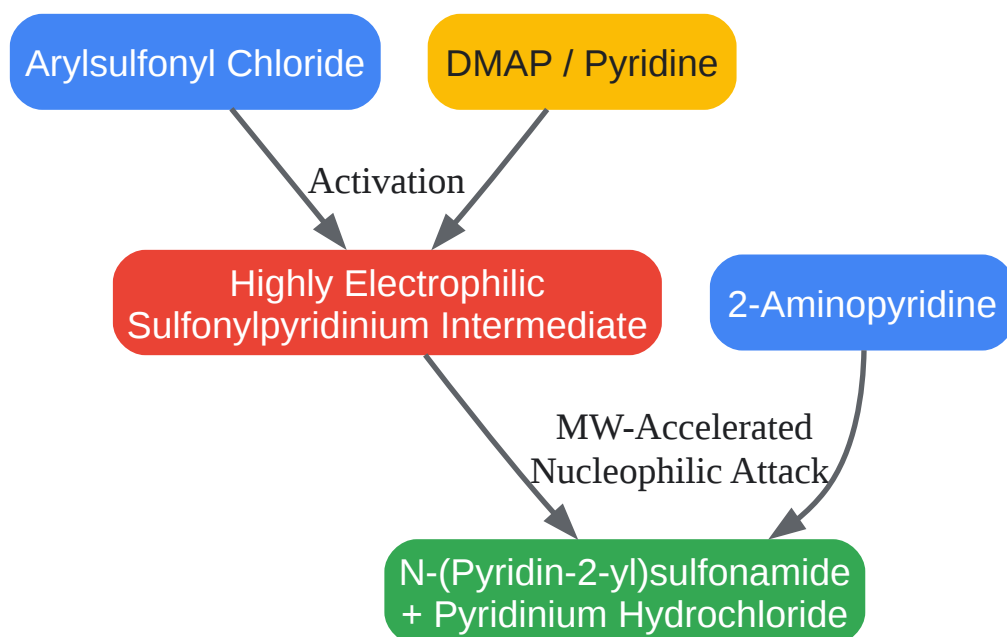 Arylsulfonyl Chloride
DMAP / Pyridine
Activation
Highly Electrophilic
Sulfonylpyridinium Intermediate
2-Aminopyridine
MW-Accelerated
Nucleophilic Attack
N-(Pyridin-2-yl)sulfonamide
+ Pyridinium Hydrochloride